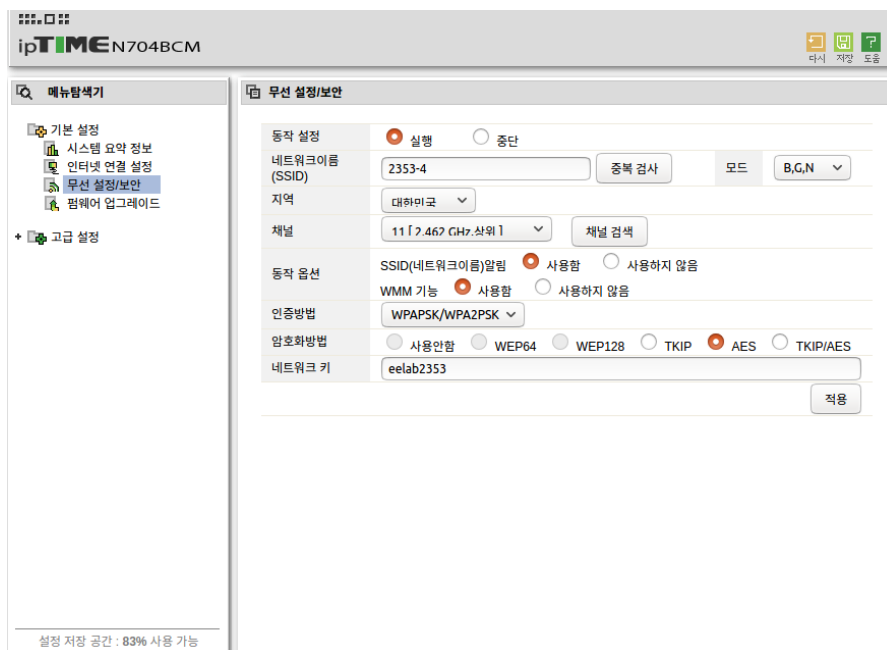 ipTIME N704BCM
다시 저장 도움
메뉴탐색기
기본 설정
시스템 요약 정보
인터넷 연결 설정
무선 설정/보안
펌웨어 업그레이드
+ 고급 설정
설정 저장 공간 : 83% 사용 가능
무선 설정/보안
동작 설정 실행 중단
네트워크이름
(SSID) 2353-4 중복 검사 모드 B,G,N
지역 대한민국
채널 11 [ 2.462 GHz,상위 ] 채널 검색
동작 옵션
SSID(네트워크이름)알림 사용함 사용하지 않음
WMM 기능 사용함 사용하지 않음
인증방법 WPAPSK/WPA2PSK
암호화방법 사용안함 WEP64 WEP128 TKIP AES TKIP/AES
네트워크 키 eelab2353
적용